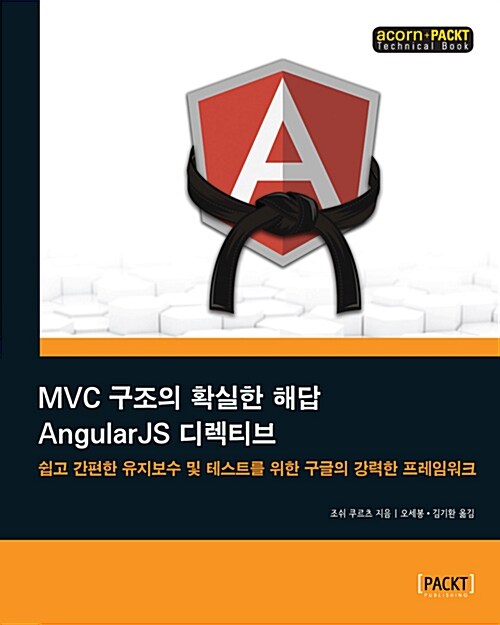 acorn+PACKT
Technical Book
A
MVC 구조의 확실한 해답
AngularJS 디렉티브
쉽고 간편한 유지보수 및 테스트를 위한 구글의 강력한 프레임워크
조쉬 쿠르츠 지음 | 오세봉 • 김기환 옮김
[PACKT]
PUBLISHING